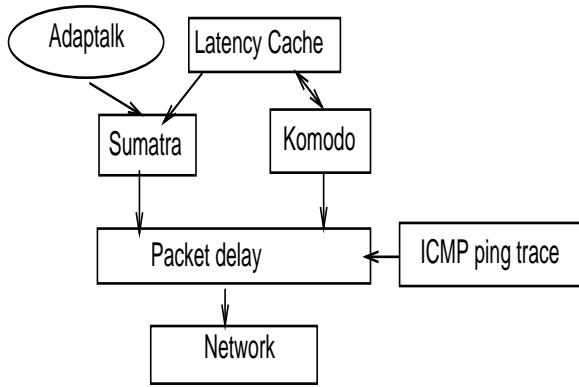 Adaptalk
Latency Cache
Sumatra
Komodo
Packet delay
ICMP ping trace
Network